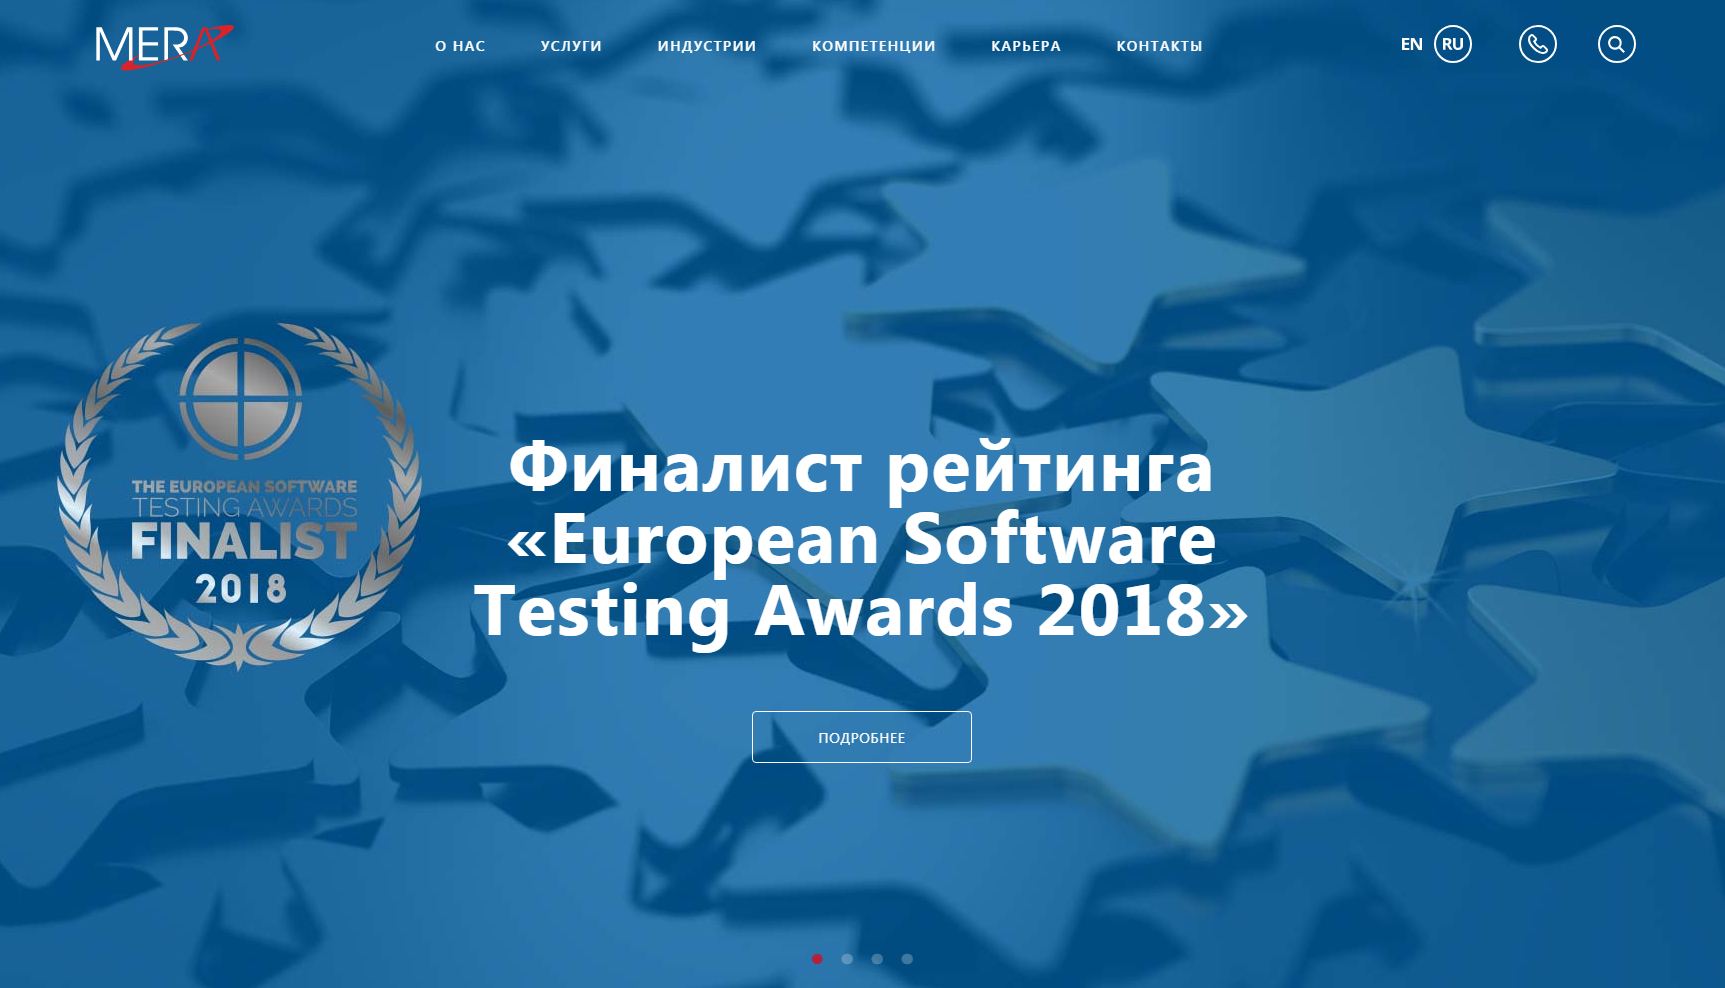 MERA
О НАС
УСЛУГИ
ИНДУСТРИИ
КОМПЕТЕНЦИИ
КАРЬЕРА
КОНТАКТЫ
EN
RU
THE EUROPEAN SOFTWARE
TESTING AWARDS
FINALIST
2018
Финалист рейтинга
«European Software
Testing Awards 2018»
ПОДРОБНЕЕ